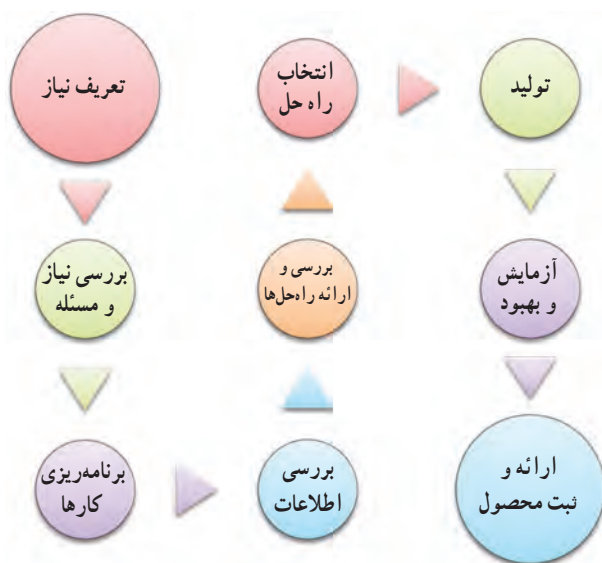 تعریف نیاز
بررسی نیاز
و مسئله
برنامه‌ریزی
کارها
بررسی
اطلاعات
بررسی و
ارائه راه‌حل‌ها
انتخاب
راه حل
تولید
آزمایش
و بهبود
ارائه و
ثبت محصول